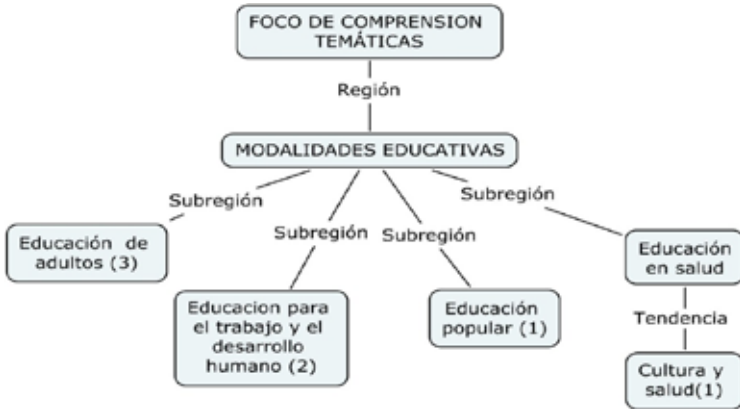 FOCO DE COMPRENSION
TEMÁTICAS
Región
MODALIDADES EDUCATIVAS
Subregión
Subregión
Subregión
Subregión
Educación de
adultos (3)
Educacion para
el trabajo y el
desarrollo
humano (2)
Educación
popular (1)
Educación
en salud
Tendencia
Cultura y
salud(1)